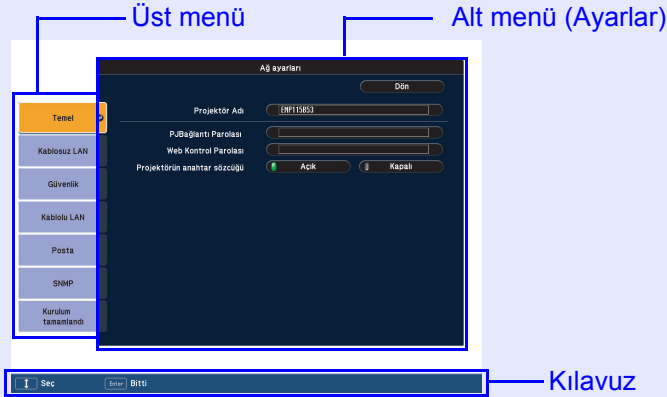 Üst menü
Alt menü (Ayarlar)
Ağ ayarları
Dön
Temel
Projektör Adı
EMP115B53
PJBağlantı Parolası
Kablosuz LAN
Web Kontrol Parolası
Projektörün anahtar sözcüğü
Açık
Kapalı
Güvenlik
Kablolu LAN
Posta
SNMP
Kurulum
tamamlandı
Seç
Enter Bitti
Kılavuz